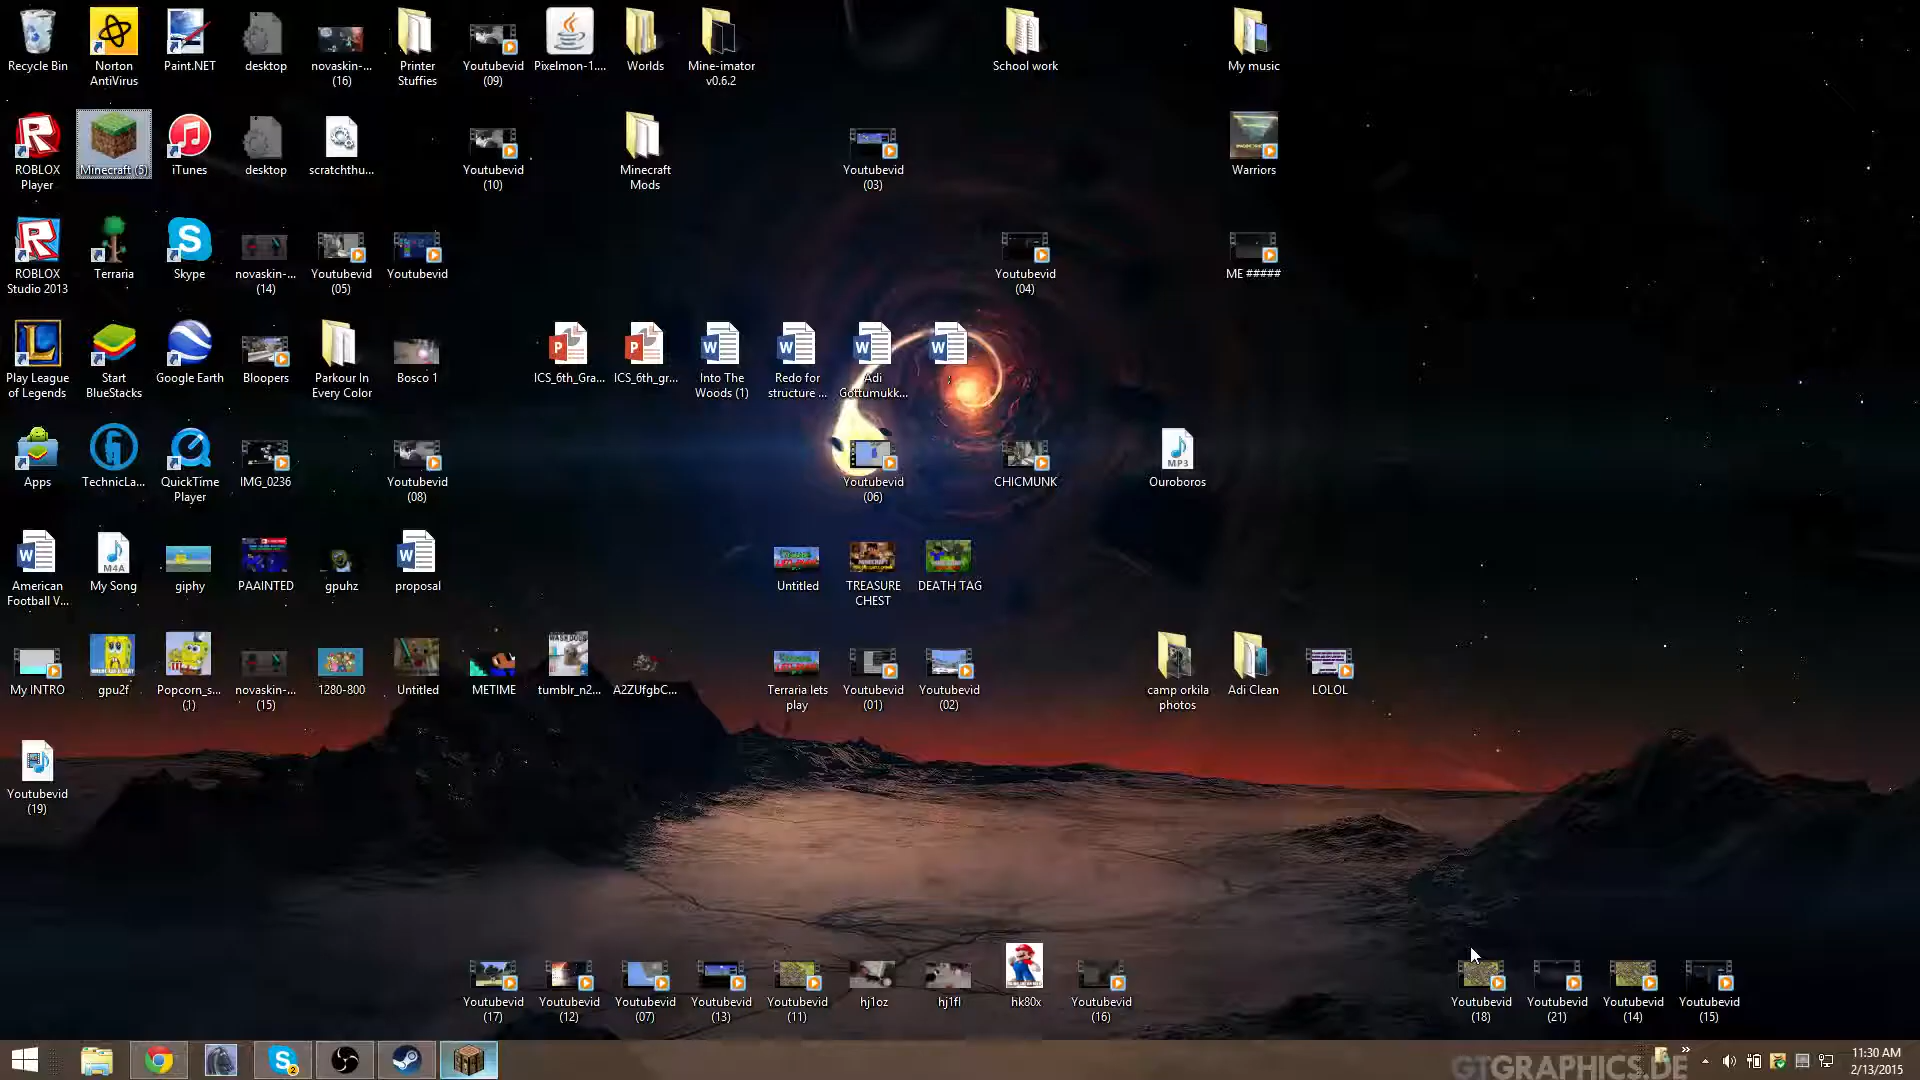 Recycle Bin
Norton
AntiVirus
Paint.NET
desktop
novaskin-...
(16)
Printer
Stuffies
Youtubevid
(09)
Pixelmon-1....
Worlds
Mine-imator
v0.6.2
School work
My music
ROBLOX
Player
Minecraft (5)
iTunes
desktop
scratchthu...
Youtubevid
(10)
Minecraft
Mods
Youtubevid
(03)
Warriors
ROBLOX
Studio 2013
Terraria
Skype
novaskin-...
(14)
Youtubevid
(05)
Youtubevid
Youtubevid
(04)
ME #####
Play League
of Legends
Start
BlueStacks
Google Earth
Bloopers
Parkour In
Every Color
Bosco 1
ICS_6th_Gra...
ICS_6th_gr...
Into The
Woods (1)
Redo for
structure ...
Adi
Gottumukk...
Apps
TechnicLa...
QuickTime
Player
IMG_0236
Youtubevid
(08)
Youtubevid
(06)
CHICMUNK
MP3
Ouroboros
American
Football V...
M4A
My Song
giphy
PAAINTED
gpuhz
proposal
Untitled
TREASURE
CHEST
DEATH TAG
My INTRO
gpu2f
Popcorn_s...
(1)
novaskin-...
(15)
1280-800
Untitled
METIME
tumblr_n2...
A2ZUfgbC...
Terraria lets
play
Youtubevid
(01)
Youtubevid
(02)
camp orkila
photos
Adi Clean
LOLOL
Youtubevid
(19)
Youtubevid
(17)
Youtubevid
(12)
Youtubevid
(07)
Youtubevid
(13)
Youtubevid
(11)
hj1oz
hj1fl
hk80x
Youtubevid
(16)
Youtubevid
(18)
Youtubevid
(21)
Youtubevid
(14)
Youtubevid
(15)
GTGRAPHICS.DE
11:30 AM
2/13/2015